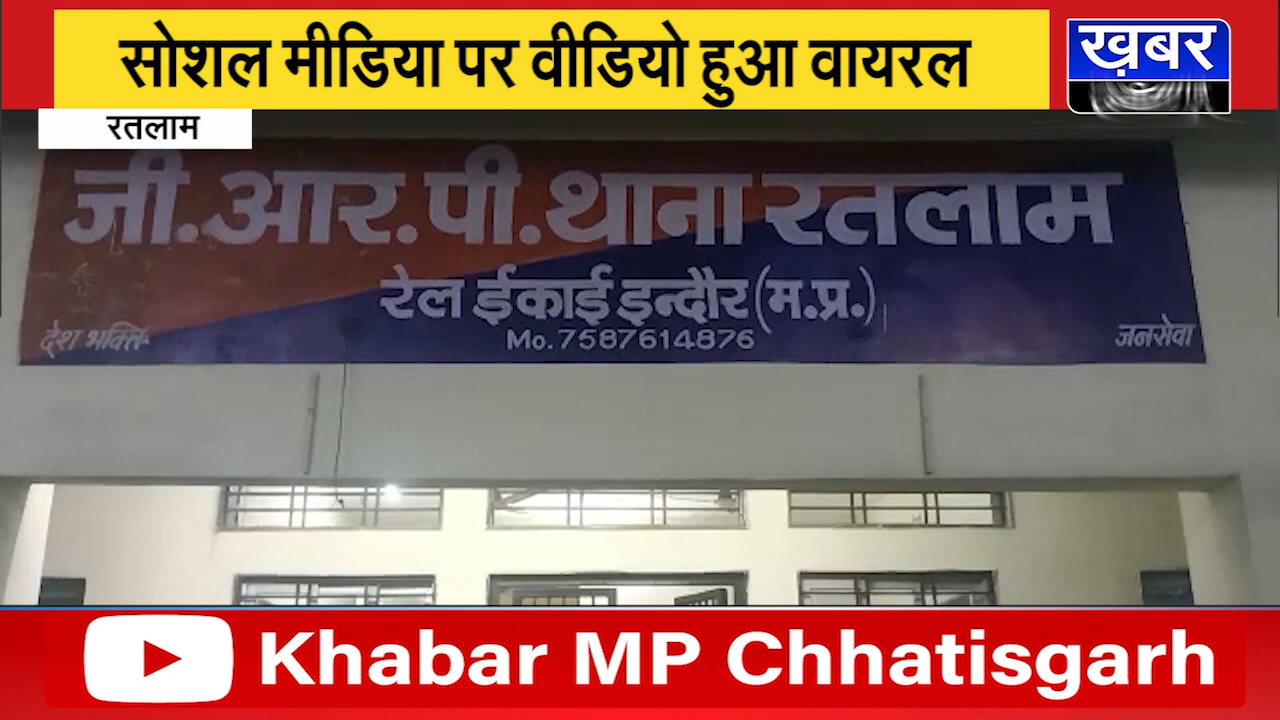 सोशल मीडिया पर वीडियो हुआ वायरल
ख़बर
रतलाम
जी.आर.पी.थाना रतलाम
रेल ईकाई इन्दौर (म.प्र.)
देश भक्ति
Mo. 7587614876
जनसेवा
Khabar MP Chhatisgarh